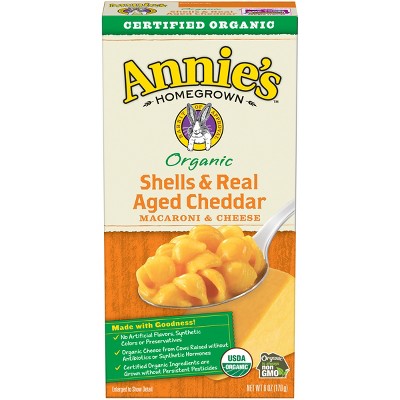 CERTIFIED ORGANIC
Annie's
HOMEGROWN
Organic
Shells & Real
Aged Cheddar
MACARONI & CHEESE
Made with Goodness!
✓ No Artificial Flavors, Synthetic
Colors or Preservatives
✓ Organic Cheese from Cows Raised without
Antibiotics or Synthetic Hormones
✓ Certified Organic Ingredients are
Grown without Persistent Pesticides
USDA
ORGANIC
Organic is
non
GMO
Enlarged to Show Detail
NET WT 6 OZ (170g)